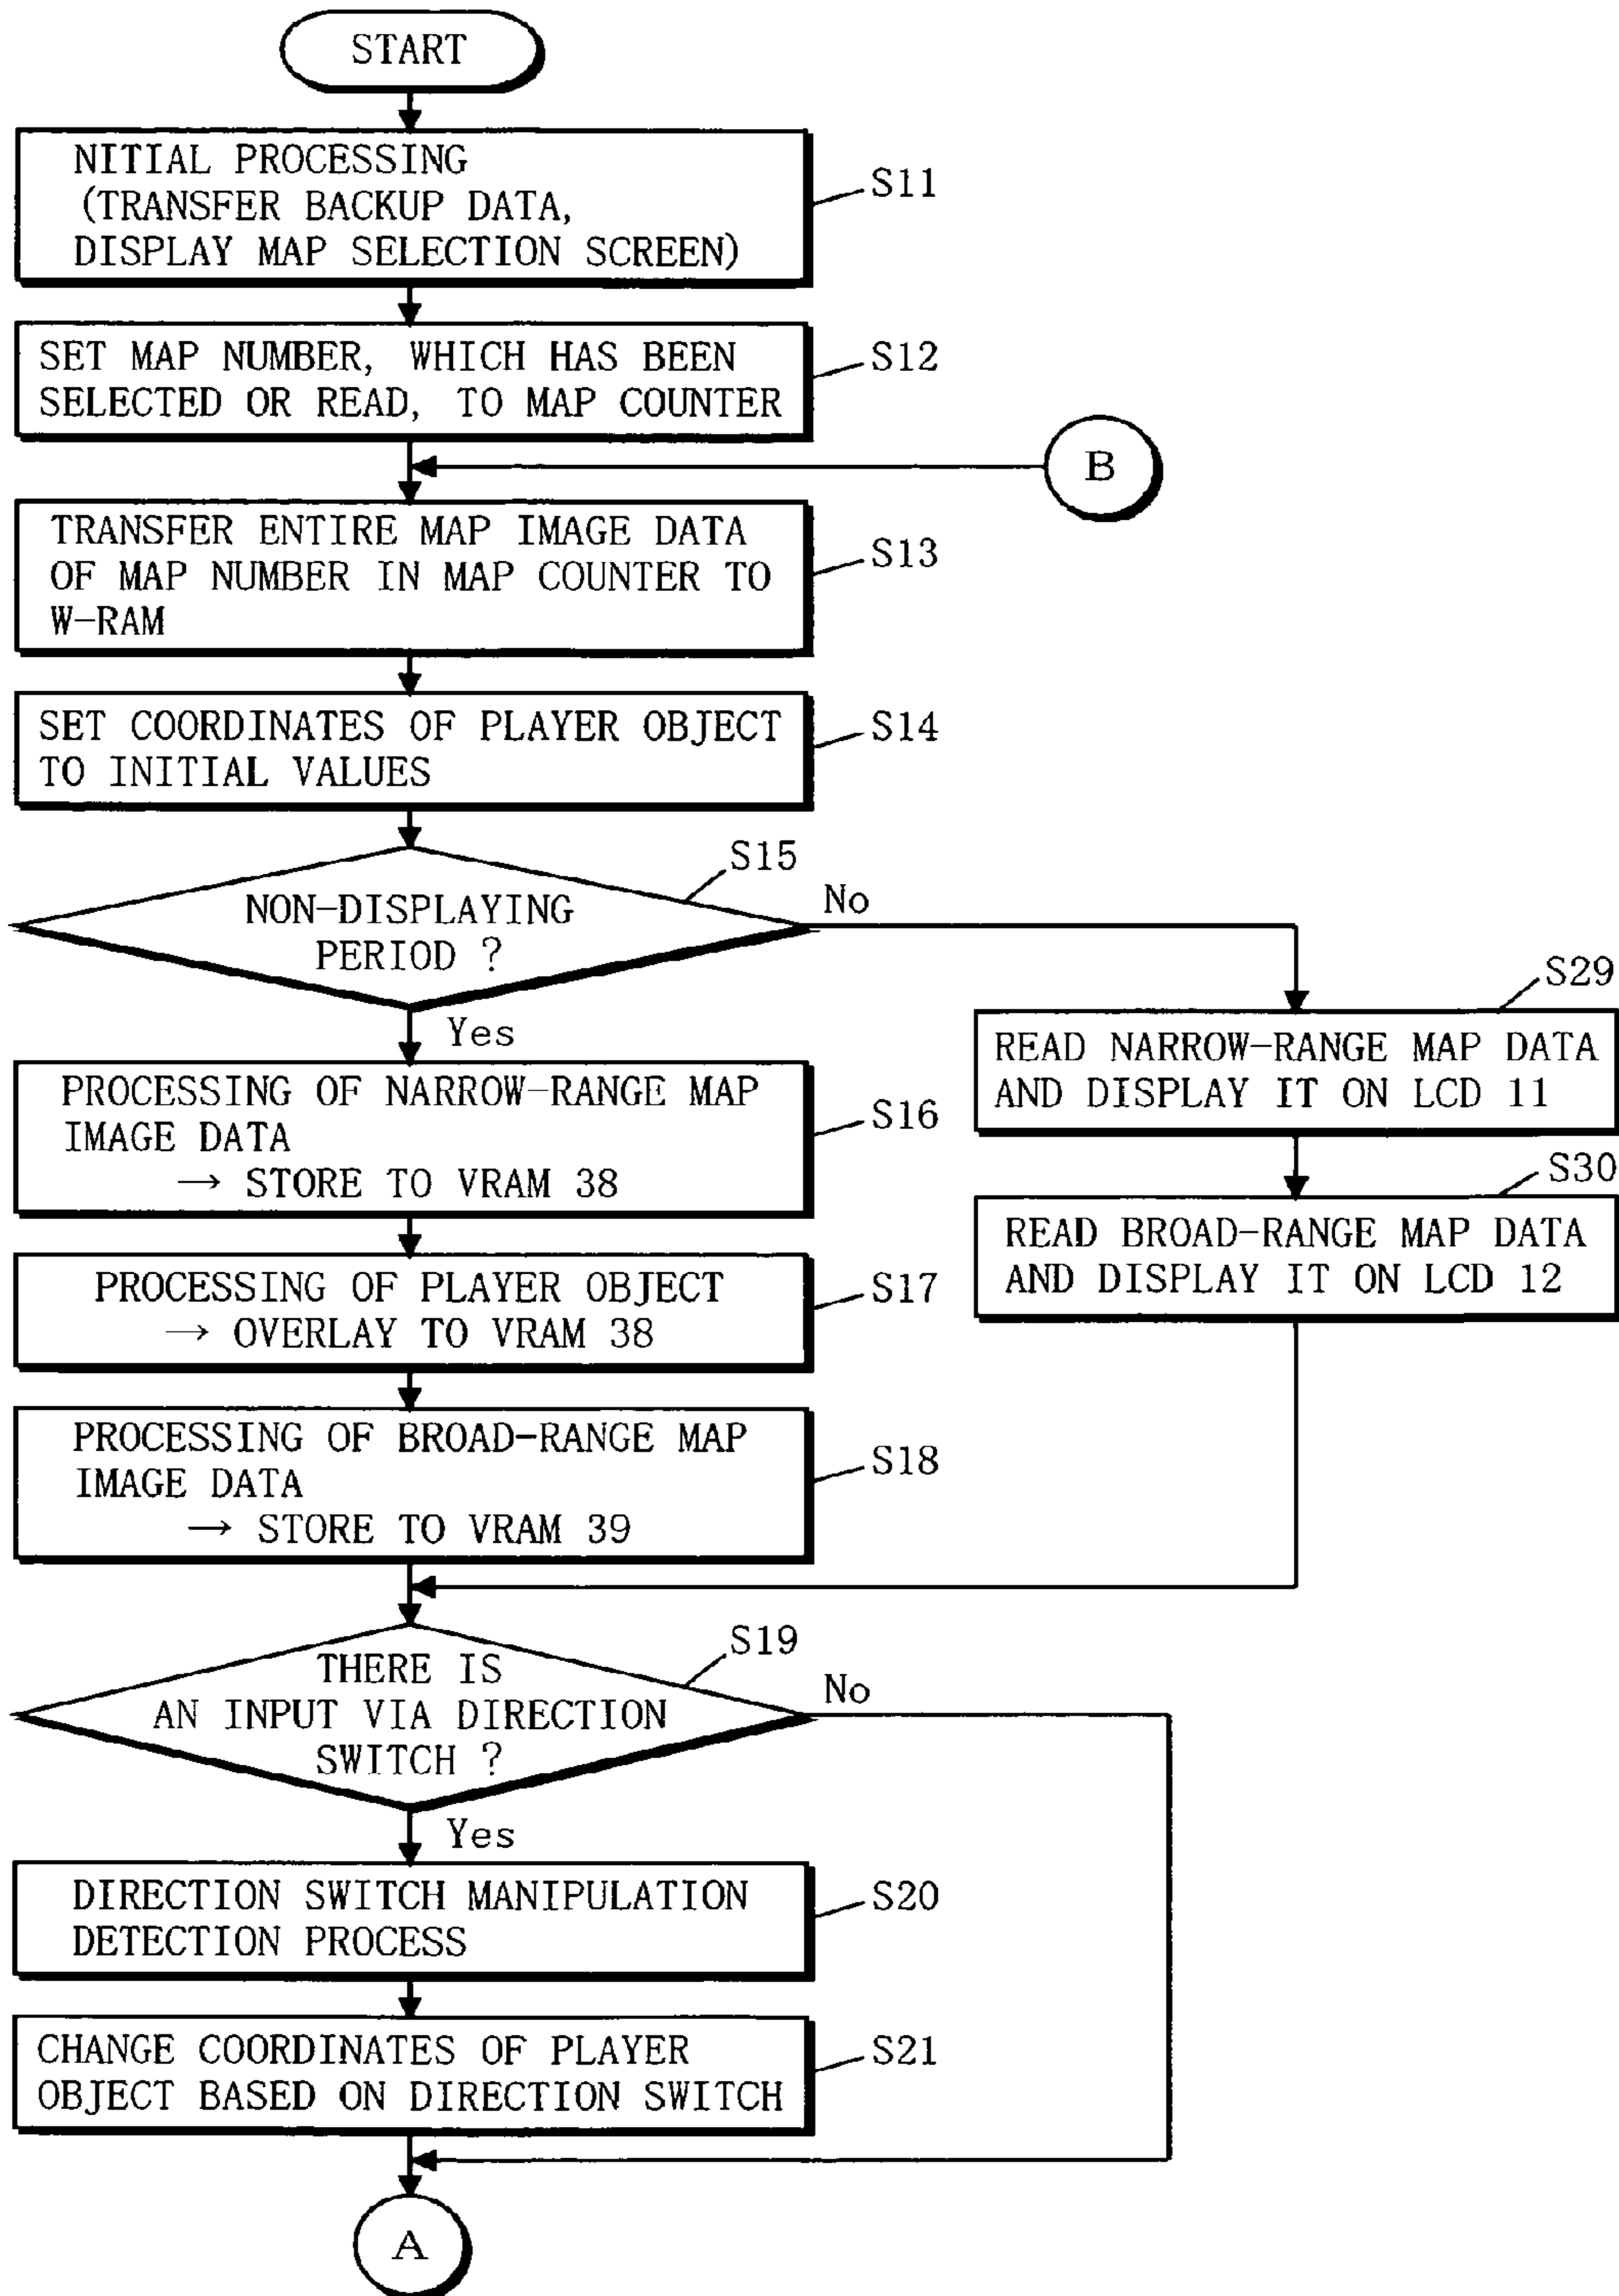 START
NITIAL PROCESSING
(TRANSFER BACKUP DATA,
DISPLAY MAP SELECTION SCREEN)
S11
SET MAP NUMBER, WHICH HAS BEEN
SELECTED OR READ, TO MAP COUNTER
S12
B
TRANSFER ENTIRE MAP IMAGE DATA
OF MAP NUMBER IN MAP COUNTER TO
W-RAM
S13
SET COORDINATES OF PLAYER OBJECT
TO INITIAL VALUES
S14
NON-DISPLAYING
PERIOD ?
S15
No
Yes
S29
READ NARROW-RANGE MAP DATA
AND DISPLAY IT ON LCD 11
S30
READ BROAD-RANGE MAP DATA
AND DISPLAY IT ON LCD 12
PROCESSING OF NARROW-RANGE MAP
IMAGE DATA
→ STORE TO VRAM 38
S16
PROCESSING OF PLAYER OBJECT
→ OVERLAY TO VRAM 38
S17
PROCESSING OF BROAD-RANGE MAP
IMAGE DATA
→ STORE TO VRAM 39
S18
THERE IS
AN INPUT VIA DIRECTION
SWITCH ?
S19
No
Yes
DIRECTION SWITCH MANIPULATION
DETECTION PROCESS
S20
CHANGE COORDINATES OF PLAYER
OBJECT BASED ON DIRECTION SWITCH
S21
A